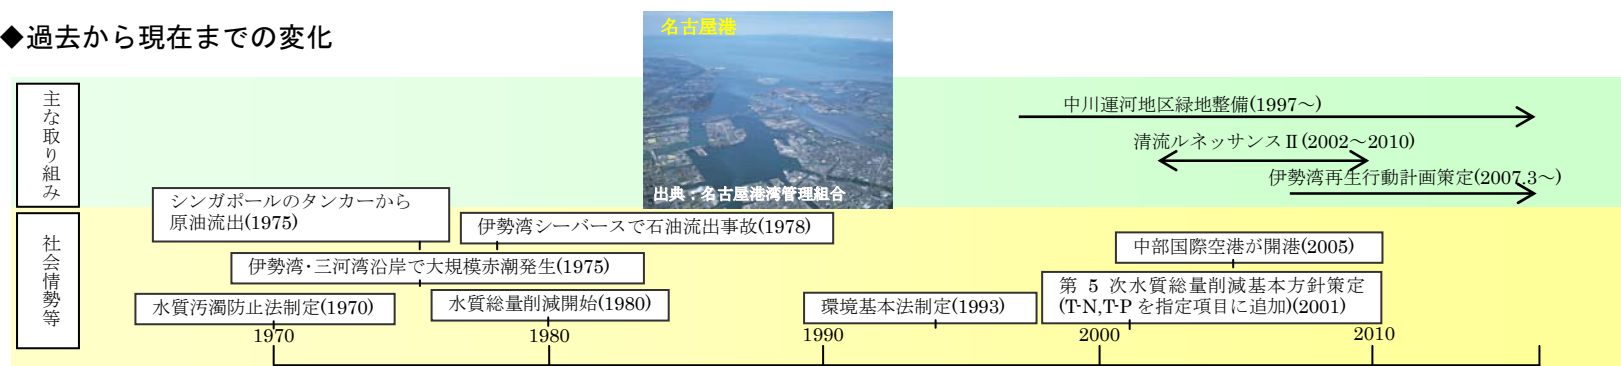 ◆過去から現在までの変化
名古屋港
出典：名古屋港湾管理組合
主な取り組み
中川運河地区緑地整備(1997～)
清流ルネッサンスⅡ(2002～2010)
伊勢湾再生行動計画策定(2007.3～)
社会情勢等
シンガポールのタンカーから
原油流出(1975)
伊勢湾シーバースで石油流出事故(1978)
伊勢湾･三河湾沿岸で大規模赤潮発生(1975)
中部国際空港が開港(2005)
水質汚濁防止法制定(1970)
水質総量削減開始(1980)
環境基本法制定(1993)
第 5 次水質総量削減基本方針策定
(T-N,T-P を指定項目に追加)(2001)
1970
1980
1990
2000
2010